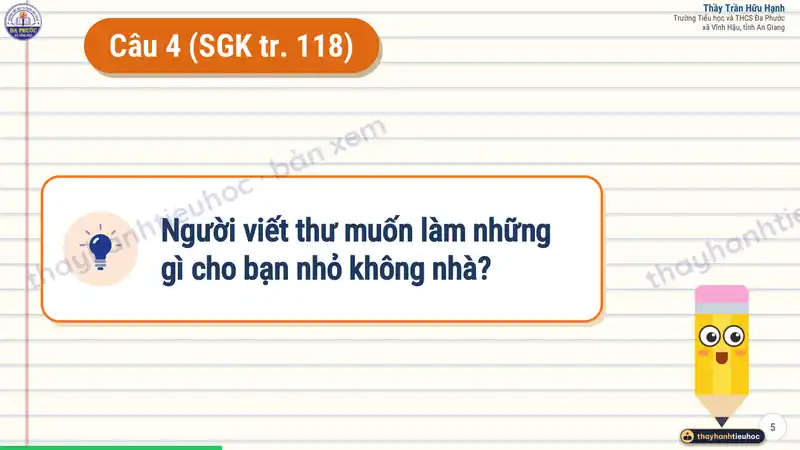 Thầy Trần Hữu Hạnh
Trường Tiểu học và THCS Đa Phước
xã Vĩnh Hậu, tỉnh An Giang
ĐA PHƯỚC
Câu 4 (SGK tr. 118)
thayhanhtieuhoc - bản xem
Người viết thư muốn làm những
gì cho bạn nhỏ không nhà?
thayhanhtie
thayhanhtieuhoc
5